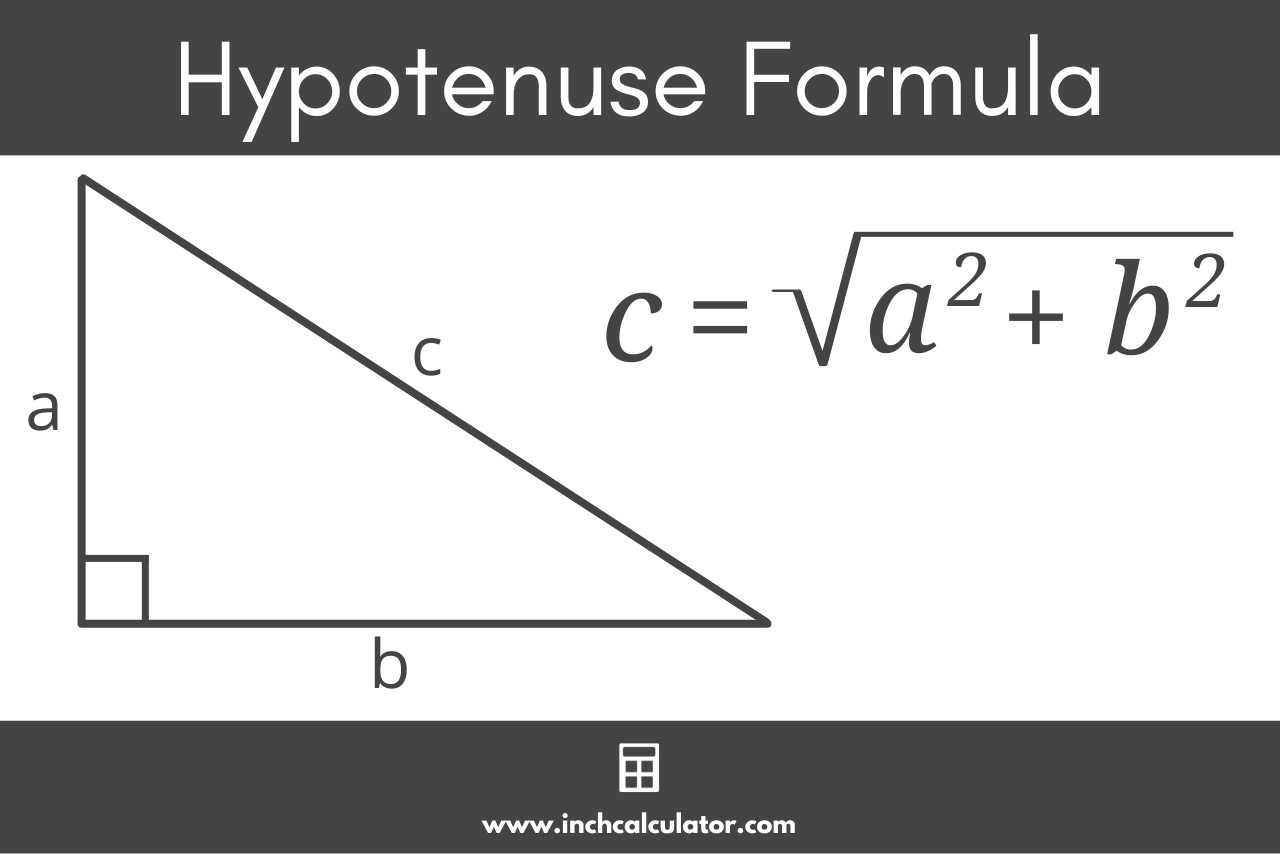 Hypotenuse Formula
c = √a² + b²
c
a
b
www.inchcalculator.com